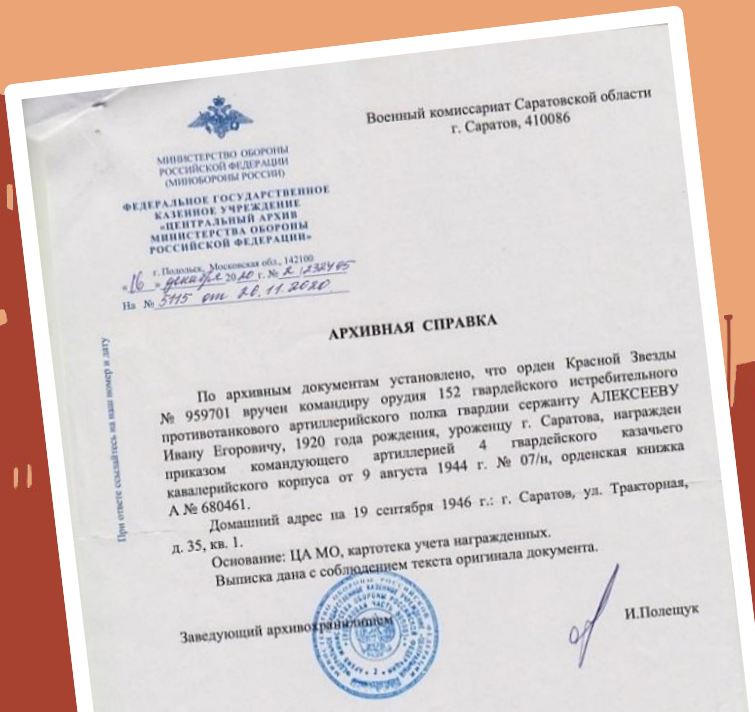 Военный комиссариат Саратовской области
г. Саратов, 410086
МИНИСТЕРСТВО ОБОРОНЫ
РОССИЙСКОЙ ФЕДЕРАЦИИ
(МИНОБОРОНЫ РОССИИ)
ФЕДЕРАЛЬНОЕ ГОСУДАРСТВЕННОЕ
КАЗЕННОЕ УЧРЕЖДЕНИЕ
«ЦЕНТРАЛЬНЫЙ АРХИВ
МИНИСТЕРСТВА ОБОРОНЫ
РОССИЙСКОЙ ФЕДЕРАЦИИ»
г. Подольск, Московская обл., 142100
«16» декабря 2020 г. № 2/232465
На № 5115 от 26.11.2020
При ответе ссылайтесь на наш номер и дату
АРХИВНАЯ СПРАВКА
По архивным документам установлено, что орден Красной Звезды
№ 959701 вручен командиру орудия 152 гвардейского истребительного
противотанкового артиллерийского полка гвардии сержанту АЛЕКСЕЕВУ
Ивану Егоровичу, 1920 года рождения, уроженцу г. Саратова, награжден
приказом командующего артиллерией 4 гвардейского казачьего
кавалерийского корпуса от 9 августа 1944 г. № 07/н, орденская книжка
А № 680461.
Домашний адрес на 19 сентября 1946 г.: г. Саратов, ул. Тракторная,
д. 35, кв. 1.
Основание: ЦА МО, картотека учета награжденных.
Выписка дана с соблюдением текста оригинала документа.
Заведующий архивохранилищем
И.Полещук